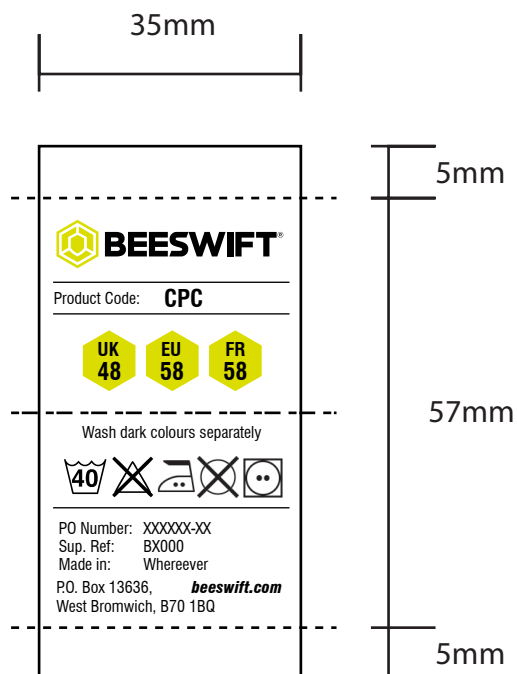 35mm
5mm
BEESWIFT®
Product Code: CPC
UK EU FR
48 58 58
57mm
Wash dark colours separately
40
PO Number: XXXXXX-XX
Sup. Ref: BX000
Made in: Whereever
P.O. Box 13636, beeswift.com
West Bromwich, B70 1BQ
5mm